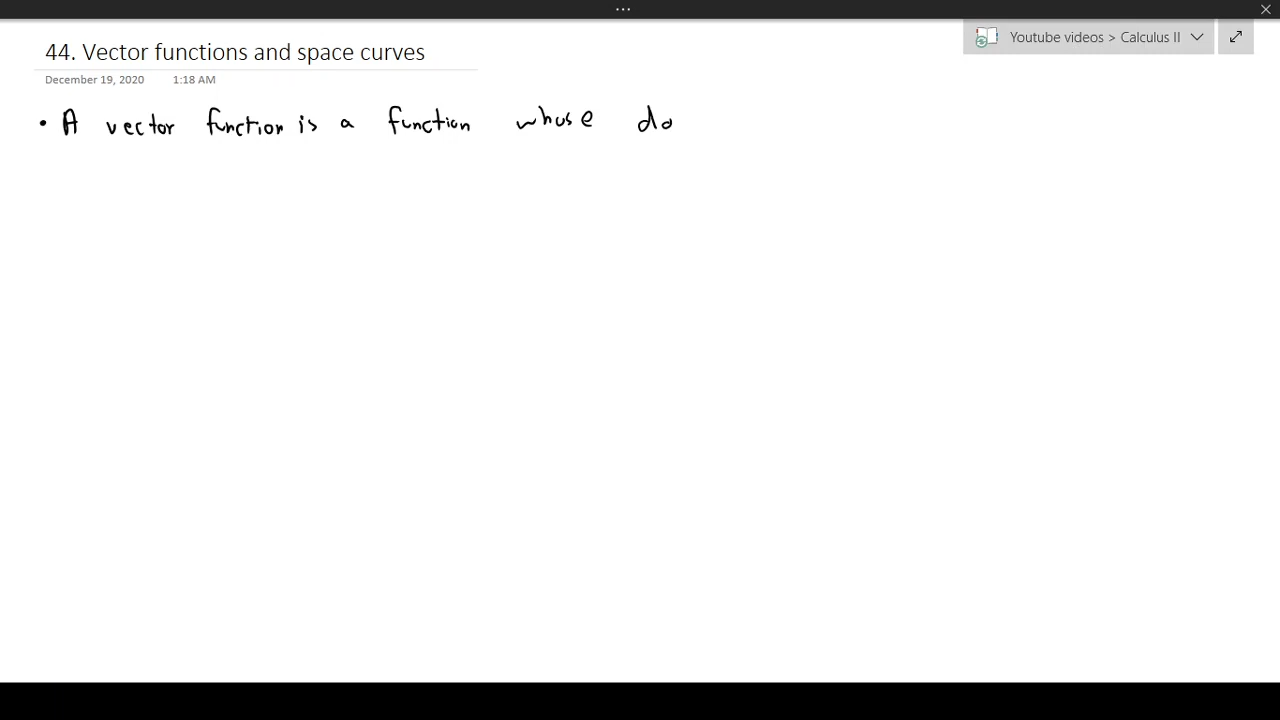 ...
Youtube videos > Calculus II
44. Vector functions and space curves
December 19, 2020 1:18 AM
• A vector function is a function whose do